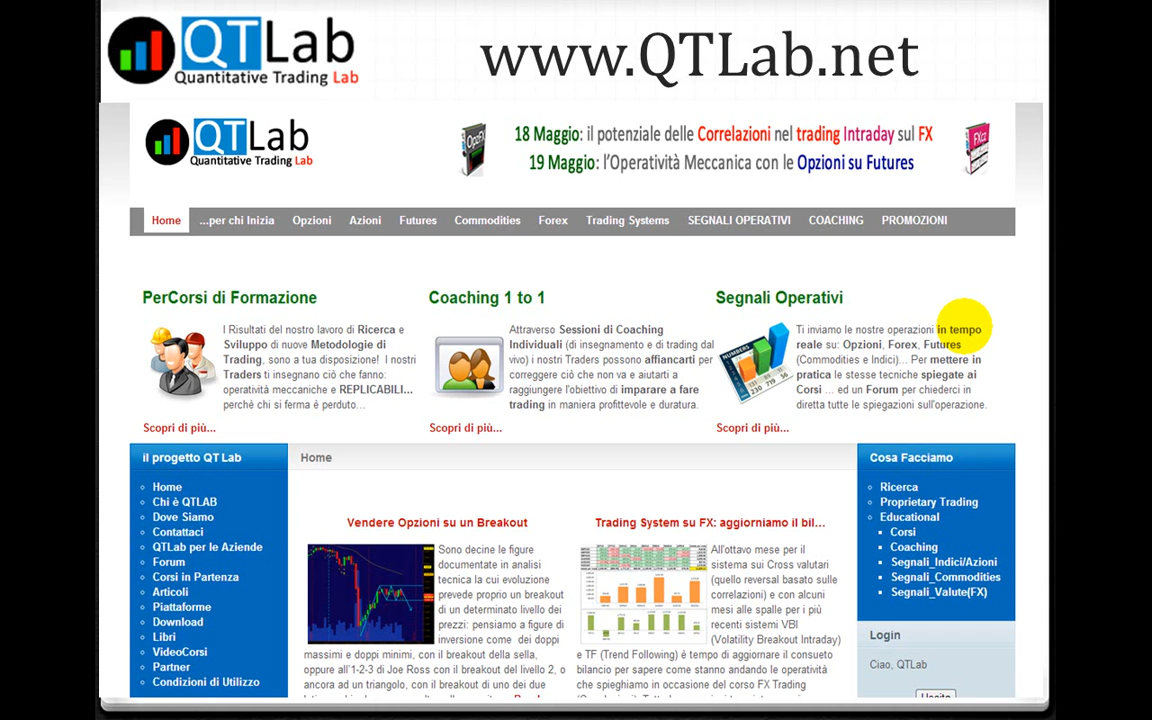 QTLab
Quantitative Trading Lab
www.QTLab.net
QTLab
Quantitative Trading Lab
18 Maggio: il potenziale delle Correlazioni nel trading Intraday sul FX
19 Maggio: l'Operatività Meccanica con le Opzioni su Futures
Home ...per chi Inizia Opzioni Azioni Futures Commodities Forex Trading Systems SEGNALI OPERATIVI COACHING PROMOZIONI
PerCorsi di Formazione
I Risultati del nostro lavoro di Ricerca e
Sviluppo di nuove Metodologie di
Trading, sono a tua disposizione! I nostri
Traders ti insegnano ciò che fanno:
operatività meccaniche e REPLICABILI...
perchè chi si ferma è perduto...
Scopri di più...
Coaching 1 to 1
Attraverso Sessioni di Coaching
Individuali (di insegnamento e di trading dal
vivo) i nostri Traders possono affiancarti per
correggere ciò che non va e aiutarti a
raggiungere l'obiettivo di imparare a fare
trading in maniera profittevole e duratura.
Scopri di più...
Segnali Operativi
NUMBERS
Ti inviamo le nostre operazioni in tempo
reale su: Opzioni, Forex, Futures
(Commodities e Indici)... Per mettere in
pratica le stesse tecniche spiegate ai
Corsi ... ed un Forum per chiederci in
diretta tutte le spiegazioni sull'operazione.
Scopri di più...
il progetto QT Lab
Home
Chi è QTLAB
Dove Siamo
Contattaci
QTLab per le Aziende
Forum
Corsi in Partenza
Articoli
Piattaforme
Download
Libri
VideoCorsi
Partner
Condizioni di Utilizzo
Home
Vendere Opzioni su un Breakout
Sono decine le figure
documentate in analisi
tecnica la cui evoluzione
prevede proprio un breakout
di un determinato livello dei
prezzi: pensiamo a figure di
inversione come dei doppi
massimi e doppi minimi, con il breakout della sella,
oppure all'1-2-3 di Joe Ross con il breakout del livello 2, o
ancora ad un triangolo, con il breakout di uno dei due
Trading System su FX: aggiorniamo il bil...
All'ottavo mese per il
sistema sui Cross valutari
(quello reversal basato sulle
correlazioni) e con alcuni
mesi alle spalle per i più
recenti sistemi VBI
(Volatility Breakout Intraday)
e TF (Trend Following) è tempo di aggiornare il consueto
bilancio per sapere come stanno andando le operatività
che spieghiamo in occasione del corso FX Trading
Cosa Facciamo
Ricerca
Proprietary Trading
Educational
Corsi
Coaching
Segnali_Indici/Azioni
Segnali_Commodities
Segnali_Valute(FX)
Login
Ciao, QTLab